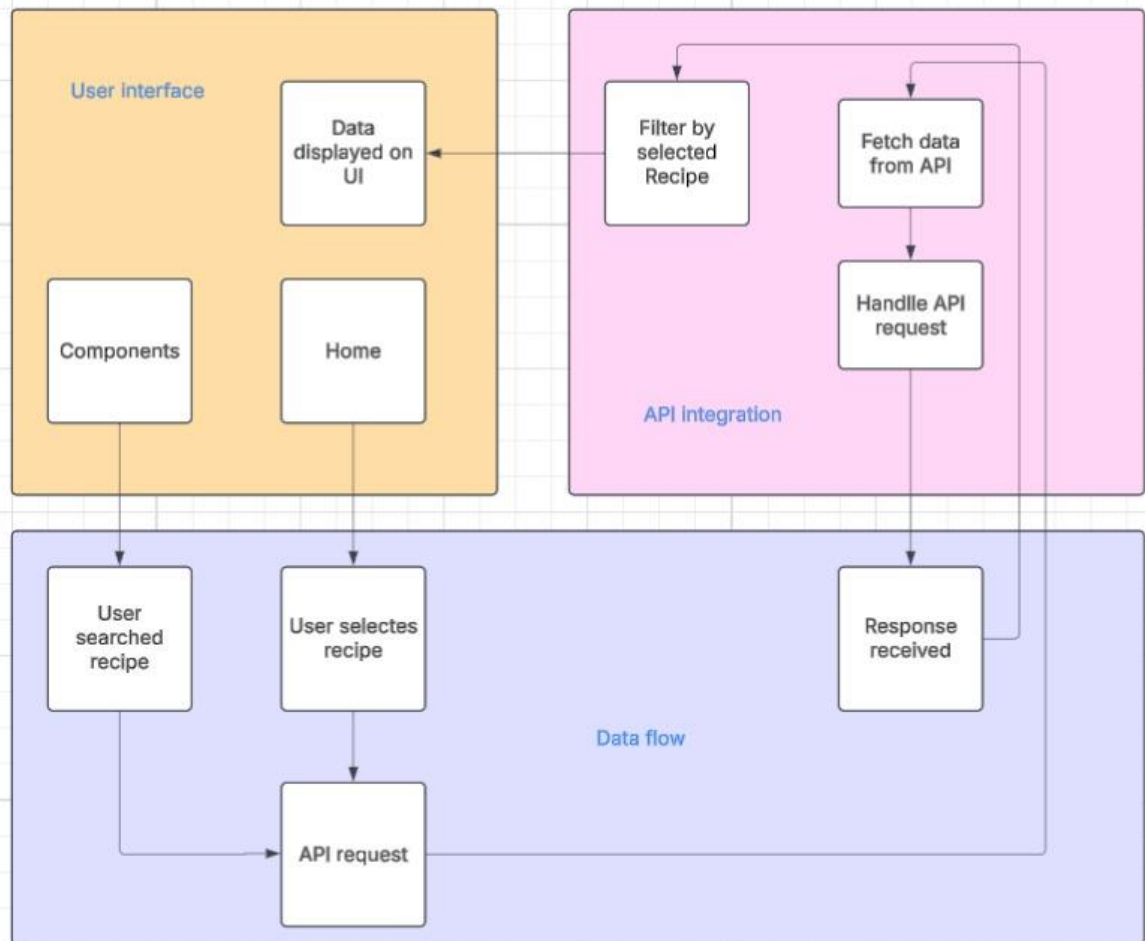 User interface
Data
displayed on
UI
Components
Home
Filter by
selected
Recipe
Fetch data
from API
Handlle API
request
API integration
User
searched
recipe
User selectes
recipe
Response
received
Data flow
API request